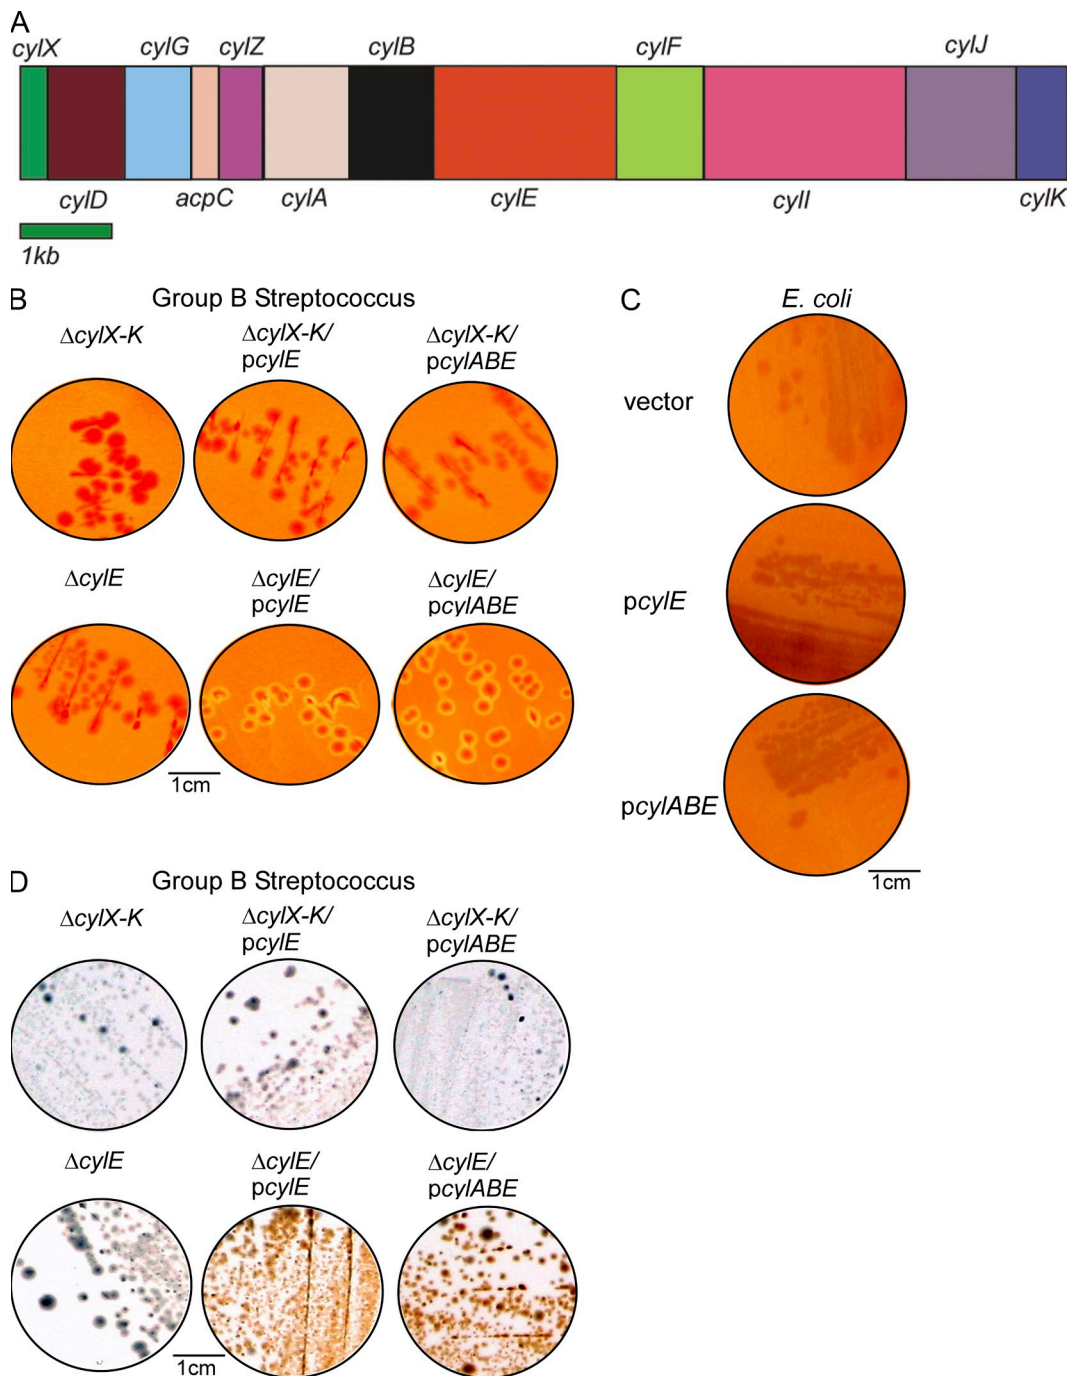 A
cylX
cylG
cylZ
cylB
cylF
cylJ
cylD
acpC
cylA
cylE
cylI
cylK
1kb
B
Group B Streptococcus
ΔcylX-K
ΔcylX-K/
pcylE
ΔcylX-K/
pcylABE
ΔcylE
ΔcylE/
pcylE
ΔcylE/
pcylABE
1cm
C
E. coli
vector
pcylE
pcylABE
1cm
D
Group B Streptococcus
ΔcylX-K
ΔcylX-K/
pcylE
ΔcylX-K/
pcylABE
ΔcylE
ΔcylE/
pcylE
ΔcylE/
pcylABE
1cm